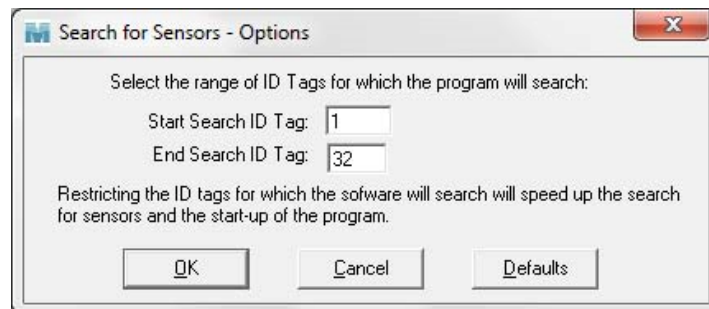 Search for Sensors - Options
Select the range of ID Tags for which the program will search:
Start Search ID Tag: 1
End Search ID Tag: 32
Restricting the ID tags for which the sofware will search will speed up the search
for sensors and the start-up of the program.
OK Cancel Defaults